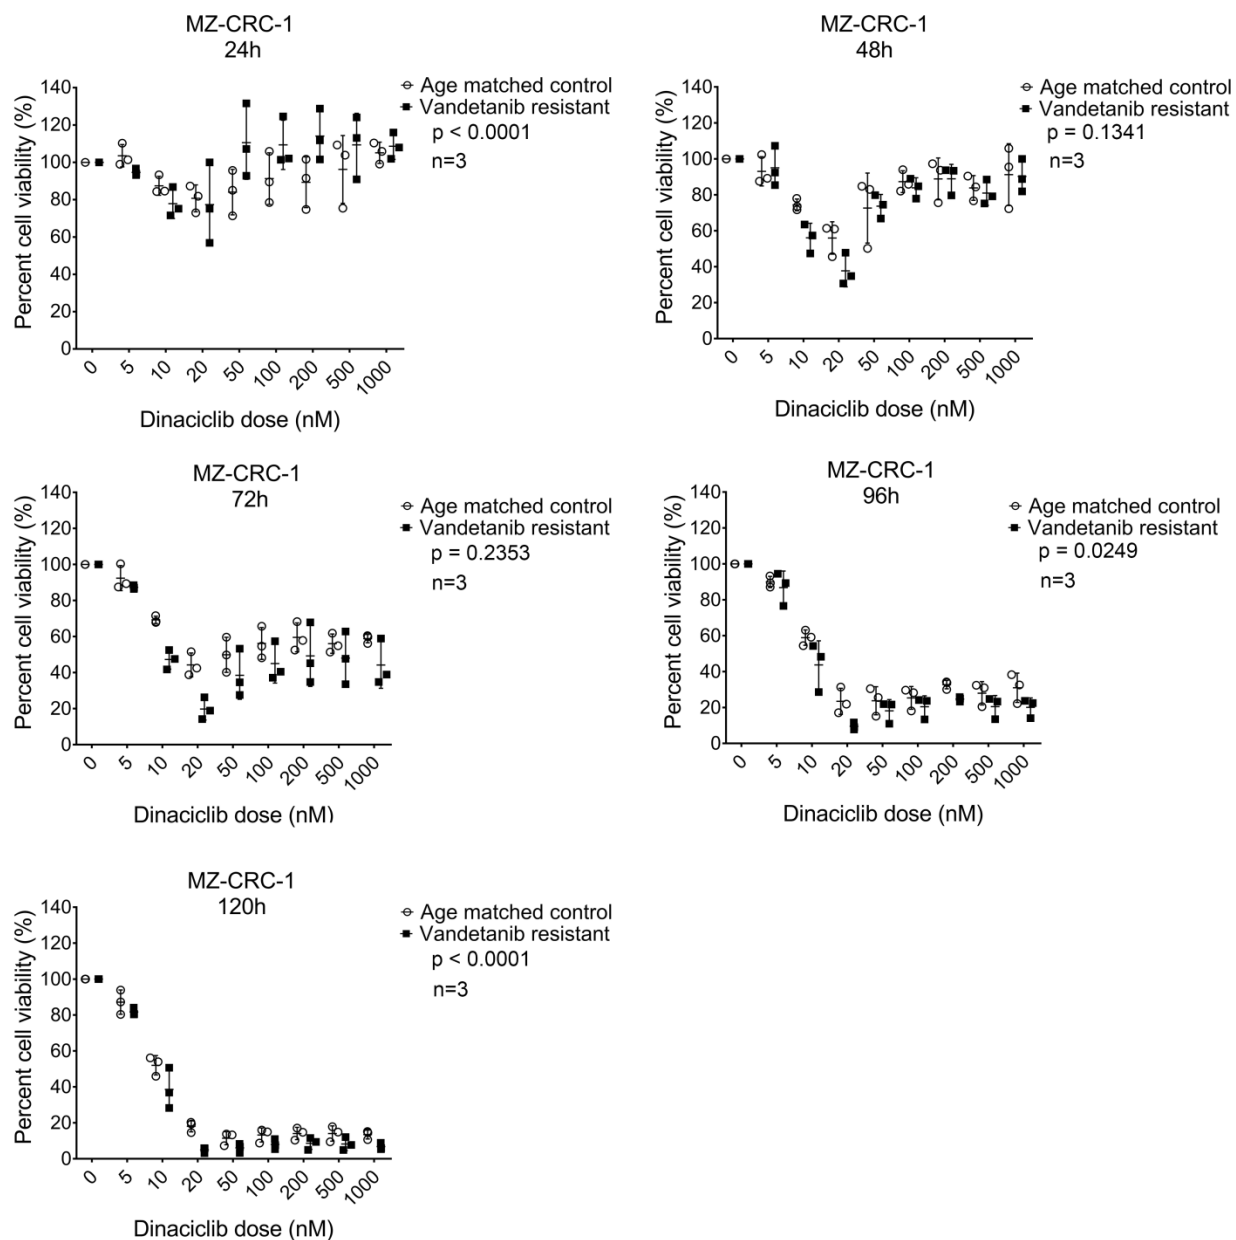 MZ-CRC-1
24h
Age matched control
Vandetanib resistant
p < 0.0001
n=3
Percent cell viability (%)
140
120
100
80
60
40
20
0
0 5 10 20 50 100 200 500 1000
Dinaciclib dose (nM)
MZ-CRC-1
48h
Age matched control
Vandetanib resistant
p = 0.1341
n=3
Percent cell viability (%)
140
120
100
80
60
40
20
0
0 5 10 20 50 100 200 500 1000
Dinaciclib dose (nM)
MZ-CRC-1
72h
Age matched control
Vandetanib resistant
p = 0.2353
n=3
Percent cell viability (%)
140
120
100
80
60
40
20
0
0 5 10 20 50 100 200 500 1000
Dinaciclib dose (nM)
MZ-CRC-1
96h
Age matched control
Vandetanib resistant
p = 0.0249
n=3
Percent cell viability (%)
140
120
100
80
60
40
20
0
0 5 10 20 50 100 200 500 1000
Dinaciclib dose (nM)
MZ-CRC-1
120h
Age matched control
Vandetanib resistant
p < 0.0001
n=3
Percent cell viability (%)
140
120
100
80
60
40
20
0
0 5 10 20 50 100 200 500 1000
Dinaciclib dose (nM)